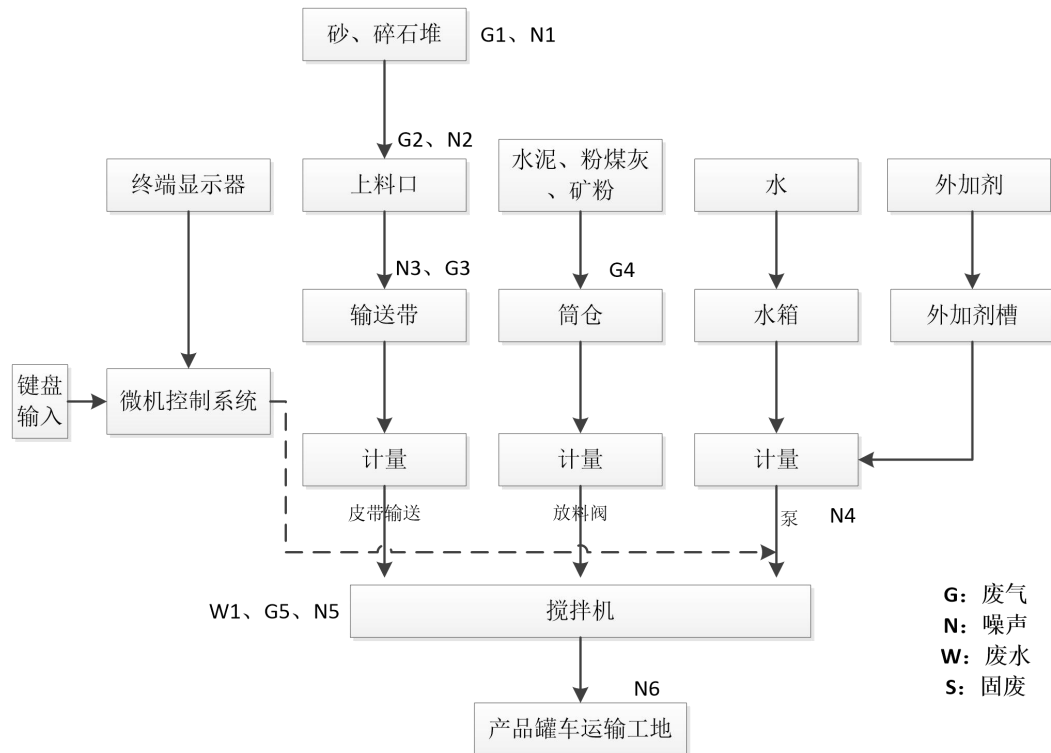 砂、碎石堆
G1、N1
G2、N2
终端显示器
上料口
水泥、粉煤灰
、矿粉
水
外加剂
N3、G3
G4
输送带
筒仓
水箱
外加剂槽
键盘
输入
微机控制系统
计量
计量
计量
皮带输送
放料阀
泵
N4
W1、G5、N5
搅拌机
G：废气
N：噪声
W：废水
S：固废
N6
产品罐车运输工地